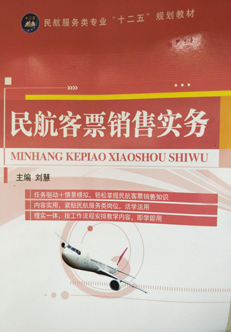 民航服务类专业“十二五”规划教材
民航客票销售实务
MINHANG KEPIAO XIAOSHOU SHIWU
主编 刘慧
任务驱动+情景模拟，轻松掌握民航客票销售知识
内容实用，紧贴民航服务类岗位，活学活用
理实一体，按工作流程安排教学内容，即学即用